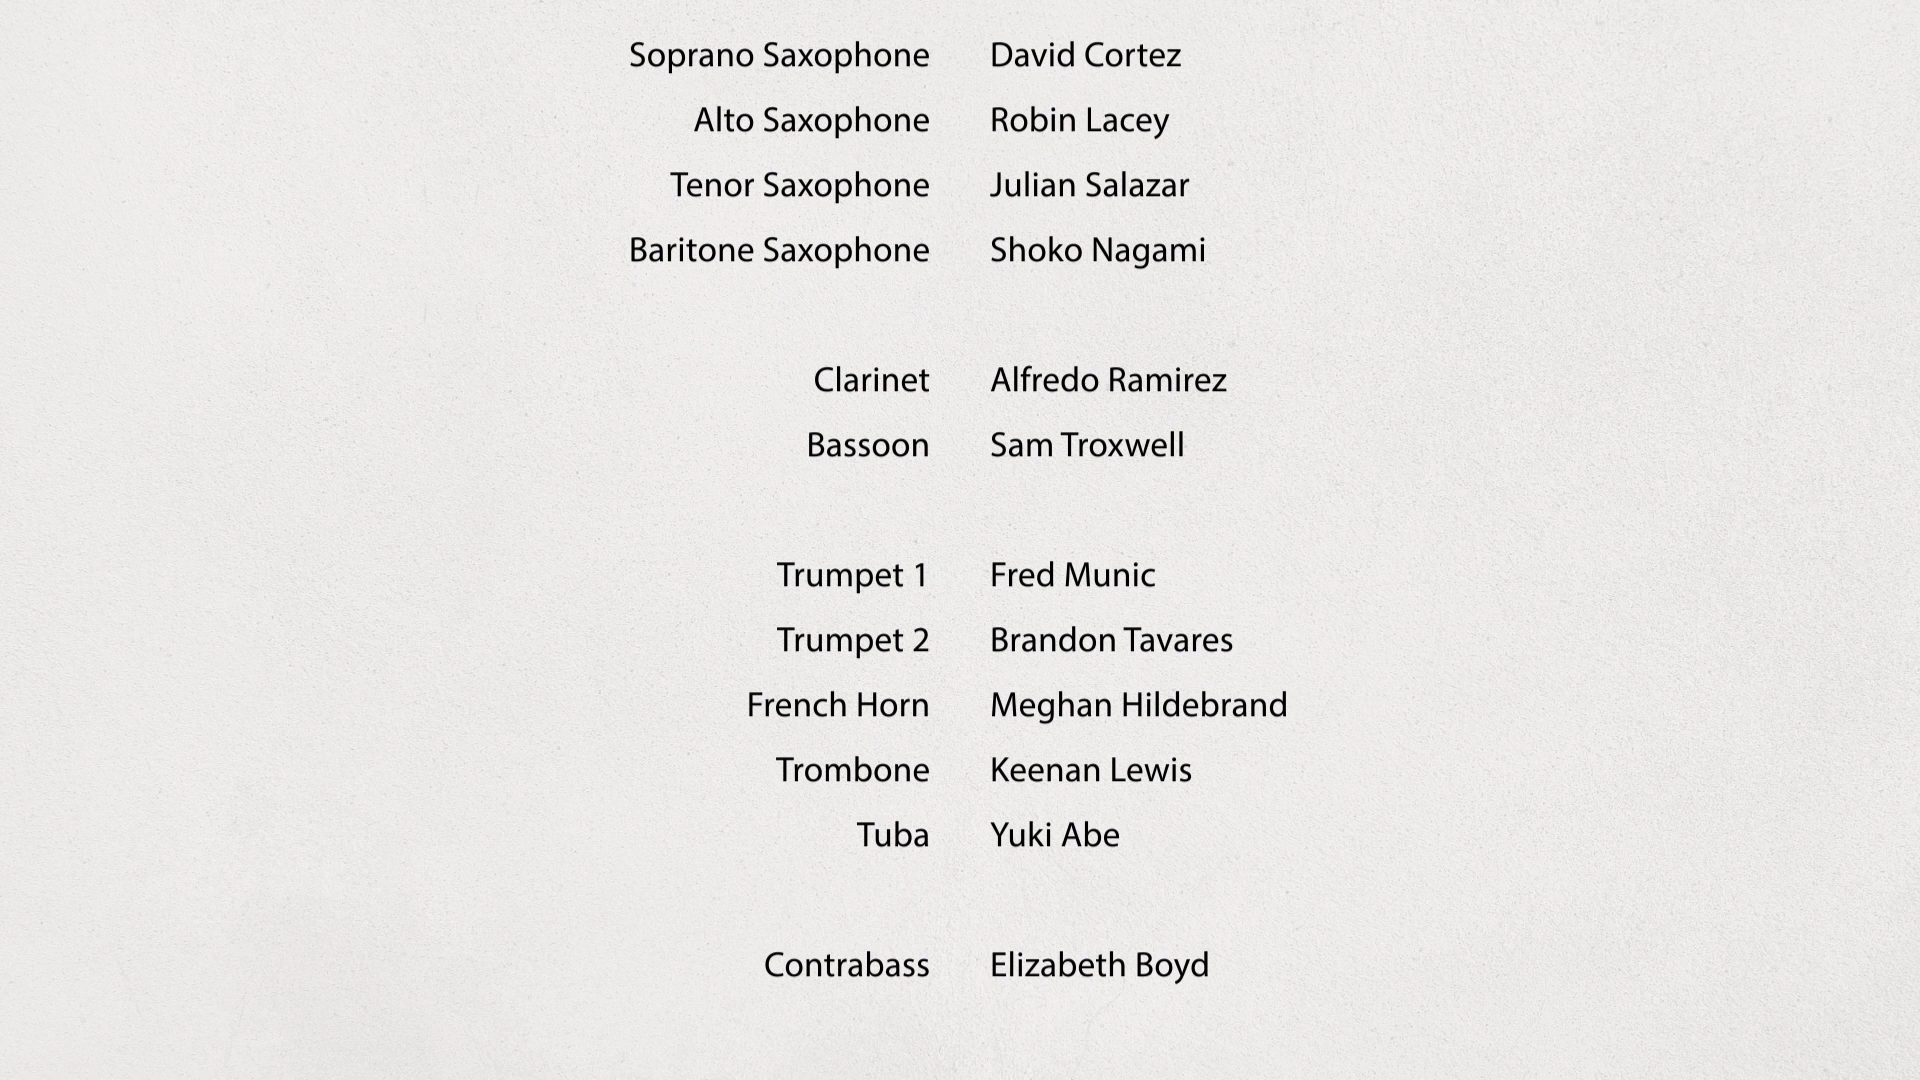 Soprano Saxophone David Cortez
Alto Saxophone Robin Lacey
Tenor Saxophone Julian Salazar
Baritone Saxophone Shoko Nagami
Clarinet Alfredo Ramirez
Bassoon Sam Troxwell
Trumpet 1 Fred Munic
Trumpet 2 Brandon Tavares
French Horn Meghan Hildebrand
Trombone Keenan Lewis
Tuba Yuki Abe
Contrabass Elizabeth Boyd